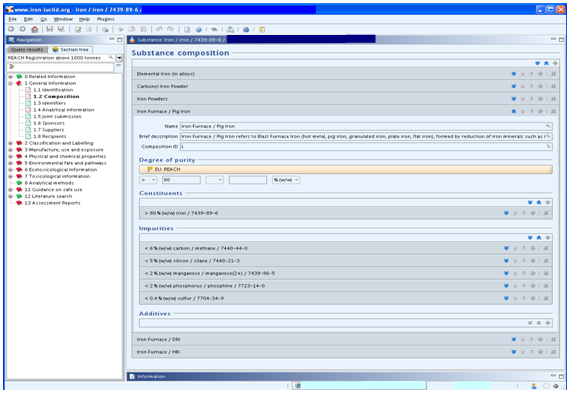 www.iron-iuclid.org - Iron / iron / 7439-89-6 /
File Edit Go Window Help Plugins
Navigation
Substance: Iron / iron / 7439-89-6 /
Query results Section tree
REACH Registration above 1000 tonnes
0 Related Information
1 General Information
1.1 Identification
1.2 Composition
1.3 Identifiers
1.4 Analytical information
1.5 Joint submission
1.6 Sponsors
1.7 Suppliers
1.8 Recipients
2 Classification and Labelling
3 Manufacture, use and exposure
4 Physical and chemical properties
5 Environmental fate and pathways
6 Ecotoxicological Information
7 Toxicological information
8 Analytical methods
11 Guidance on safe use
12 Literature search
13 Assessment Reports
Substance composition
Elemental Iron (in alloys)
Carbonyl Iron Powder
Iron Powders
Iron Furnace / Pig Iron
Name Iron Furnace / Pig Iron
Brief description Iron Furnace / Pig Iron refers to Blast Furnace Iron (hot metal, pig iron, granulated iron, plate iron, flat iron), formed by reduction of iron minerals such as
Composition ID 1
Degree of purity
EU_REACH
> 80 % (w/w)
Constituents
> 80 % (w/w) iron / 7439-89-6
Impurities
< 6 % (w/w) carbon / methane / 7440-44-0
< 5 % (w/w) silicon / silane / 7440-21-3
< 2 % (w/w) manganese / manganese(2+) / 7439-96-5
< 2 % (w/w) phosphorus / phosphine / 7723-14-0
< 0.4 % (w/w) sulfur / 7704-34-9
Additives
Iron Furnace / DRI
Iron Furnace / HBI
Information